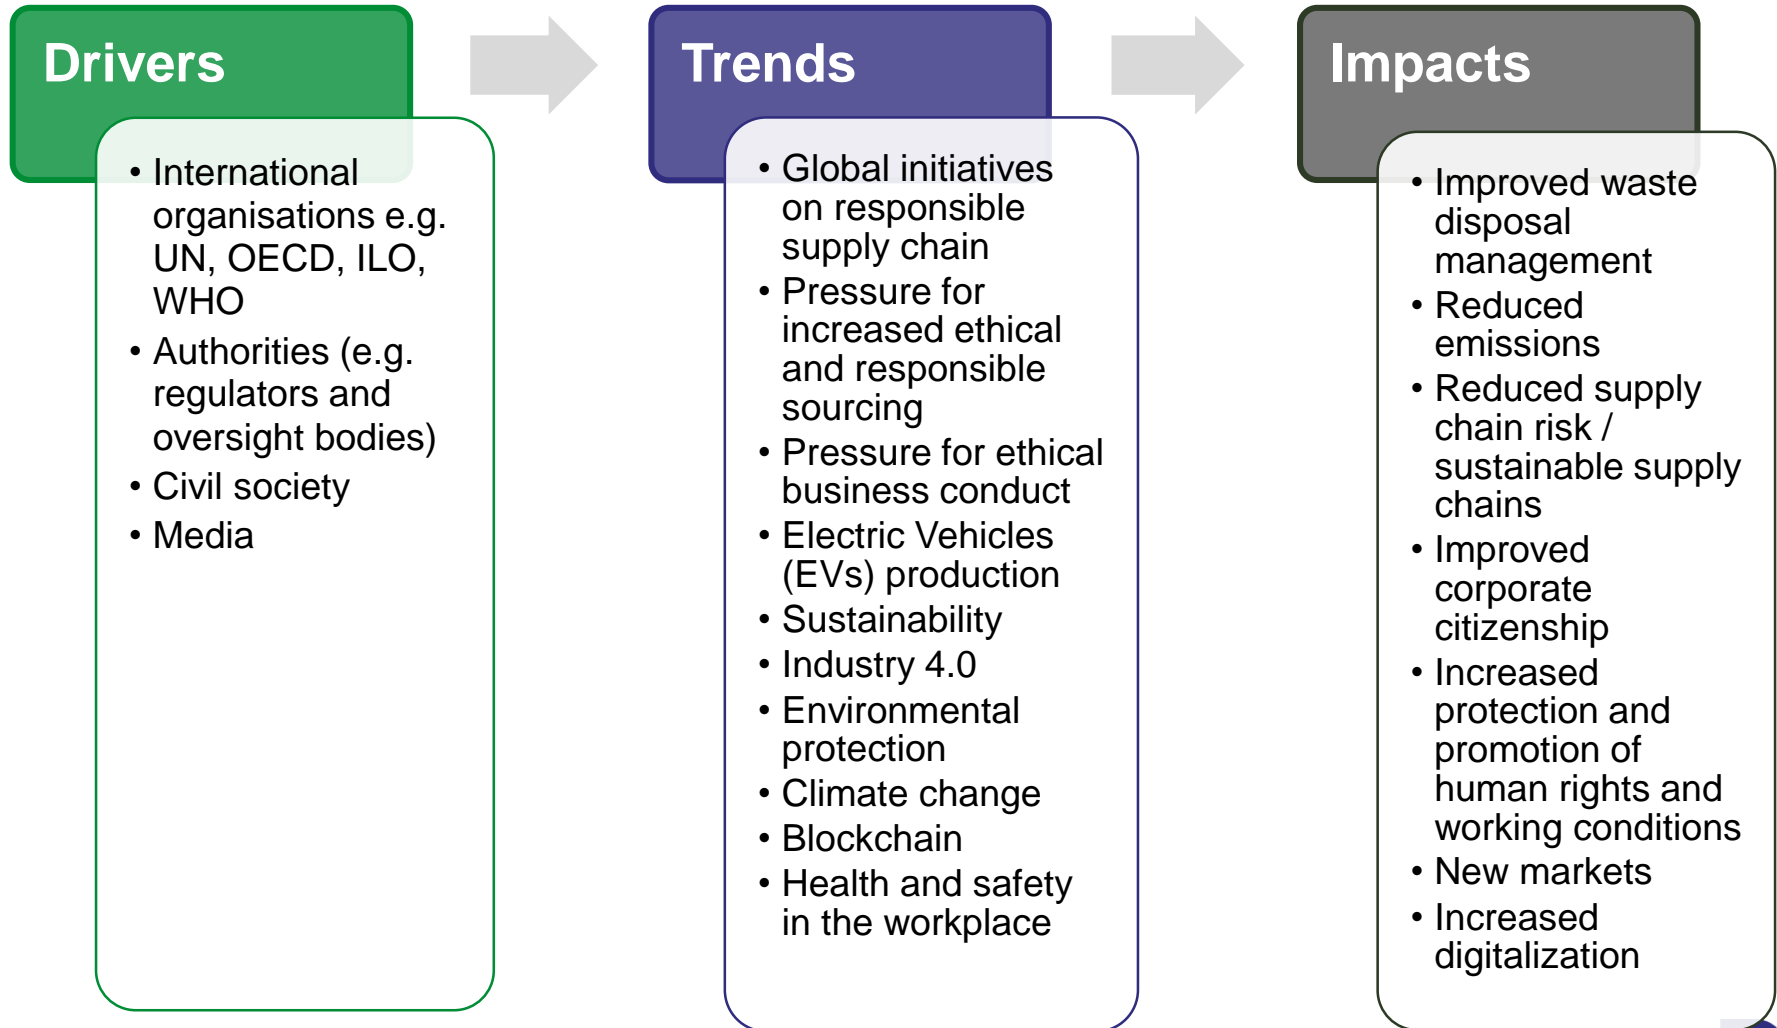 Drivers
• International
organisations e.g.
UN, OECD, ILO,
WHO
• Authorities (e.g.
regulators and
oversight bodies)
• Civil society
• Media
Trends
• Global initiatives
on responsible
supply chain
• Pressure for
increased ethical
and responsible
sourcing
• Pressure for ethical
business conduct
• Electric Vehicles
(EVs) production
• Sustainability
• Industry 4.0
• Environmental
protection
• Climate change
• Blockchain
• Health and safety
in the workplace
Impacts
• Improved waste
disposal
management
• Reduced
emissions
• Reduced supply
chain risk /
sustainable supply
chains
• Improved
corporate
citizenship
• Increased
protection and
promotion of
human rights and
working conditions
• New markets
• Increased
digitalization